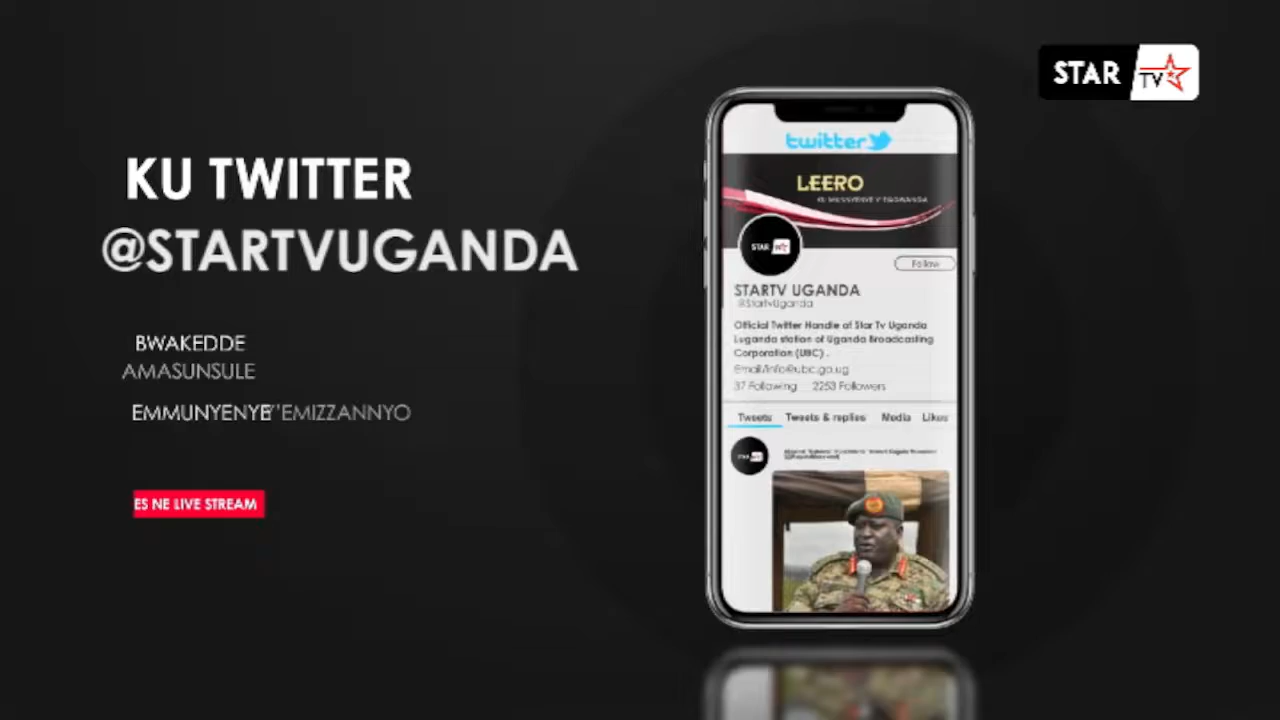 STAR TV
KU TWITTER
@STARTVUGANDA
BWAKEDDE
AMASUNSULE
EMMUNYENYE Y'EMIZZANNYO
ES NE LIVE STREAM
twitter
LEERO
STAR TV
Follow
STARTV UGANDA
@StartvUganda
Official Twitter Handle of Star Tv Uganda
Luganda station of Uganda Broadcasting
Corporation (UBC) .
Email/info@ubc.go.ug
37 Following 2253 Followers
Tweets Tweets & replies Media Likes